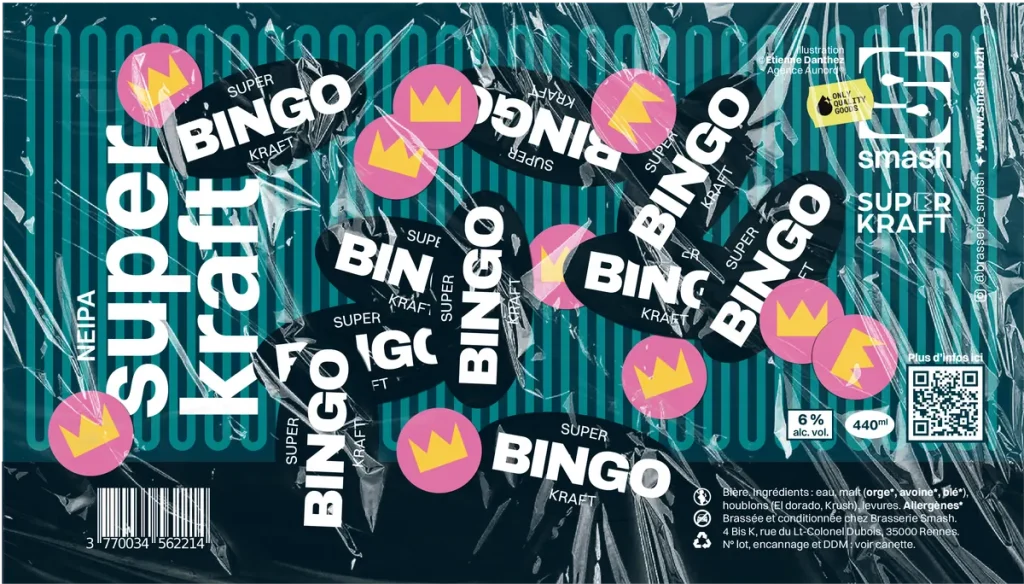 NEIPA
super
kraft
SUPER
BINGO
KRAFT
BINGO
SUPER
KRAFT
SUPER
BINGO
KRAFT
SUPER
BINGO
KRAFT
SUPER
BINGO
KRAFT
SUPER
KRAFT
SUPER
BINGO
KRAFT
KRAFT
SUPER
SUPER
BINGO
KRAFT
SUPER
BINGO
KRAFT
Illustration
Étienne Danthez
Agence Aunord
ONLY
QUALITY
GOODS
smash®
SUPER
KRAFT
@brasserie_smash ✦ www.smash.bzh
Plus d'infos ici
6 %
alc. vol.
440ml
3 770034 562214
Bière. Ingrédients : eau, malt (orge*, avoine*, blé*),
houblons (El dorado, Krush), levures. Allergènes*
Brassée et conditionnée chez Brasserie Smash.
4 Bis K, rue du Lt-Colonel Dubois, 35000 Rennes.
N° lot, encannage et DDM : voir canette.